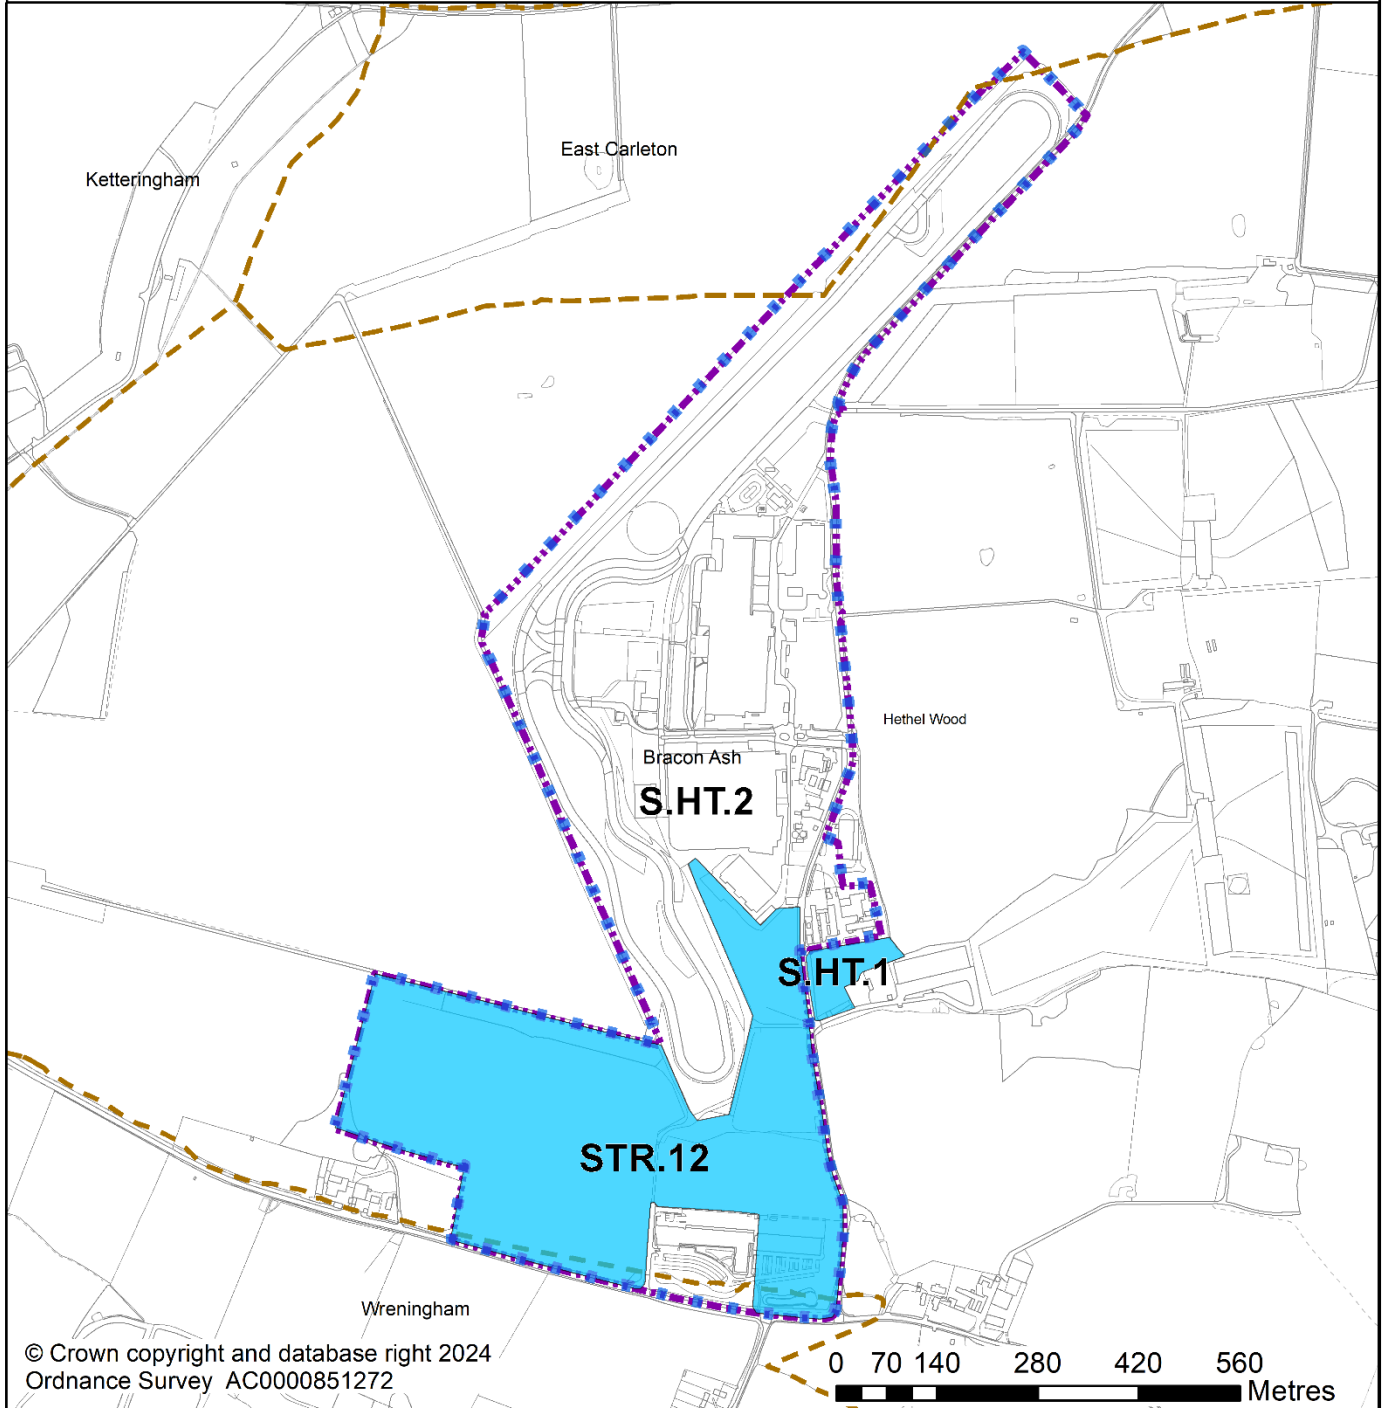 East Carleton
Ketteringham
Hethel Wood
Bracon Ash
S.HT.2
S.HT.1
STR.12
Wreningham
© Crown copyright and database right 2024
Ordnance Survey AC0000851272
0 70 140 280 420 560
Metres